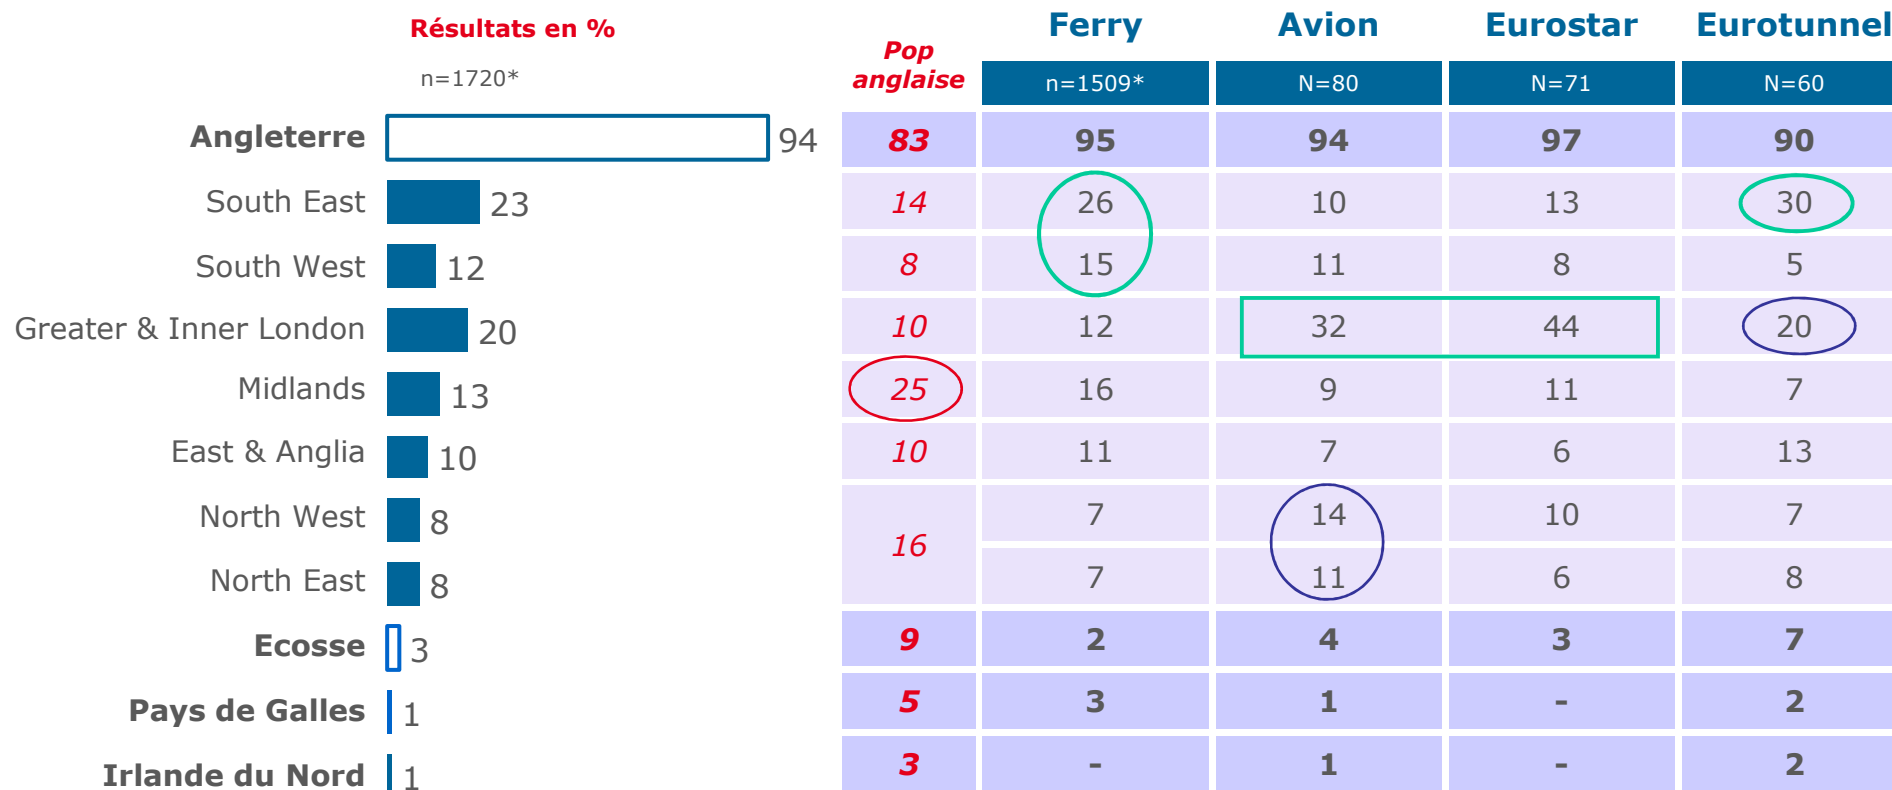 Résultats en %
n=1720*
Pop anglaise Ferry Avion Eurostar Eurotunnel
n=1509* N=80 N=71 N=60
Angleterre 94 83 95 94 97 90
South East 23 14 26 10 13 30
South West 12 8 15 11 8 5
Greater & Inner London 20 10 12 32 44 20
Midlands 13 25 16 9 11 7
East & Anglia 10 10 11 7 6 13
North West 8 16 7 14 10 7
North East 8 7 11 6 8
Ecosse 3 9 2 4 3 7
Pays de Galles 1 5 3 1 - 2
Irlande du Nord 1 3 - 1 - 2